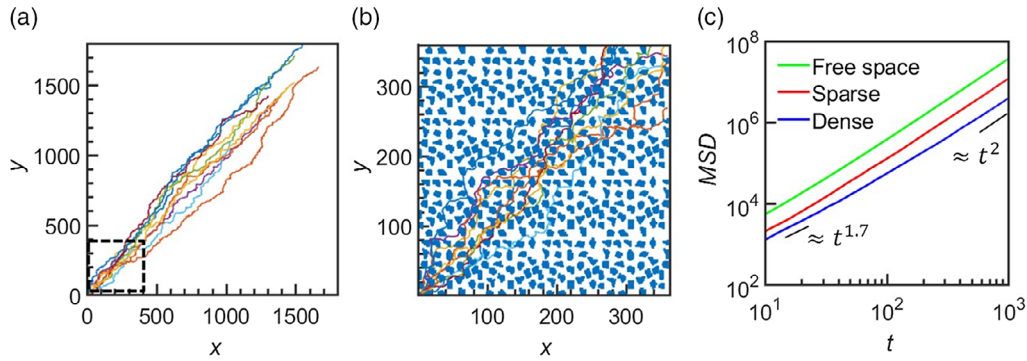 (a)
1500
1000
500
0
y
0 500 1000 1500
x
(b)
300
200
100
y
100 200 300
x
(c)
10^8
10^6
10^4
10^2
MSD
Free space
Sparse
Dense
≈ t^2
≈ t^1.7
10^1 10^2 10^3
t